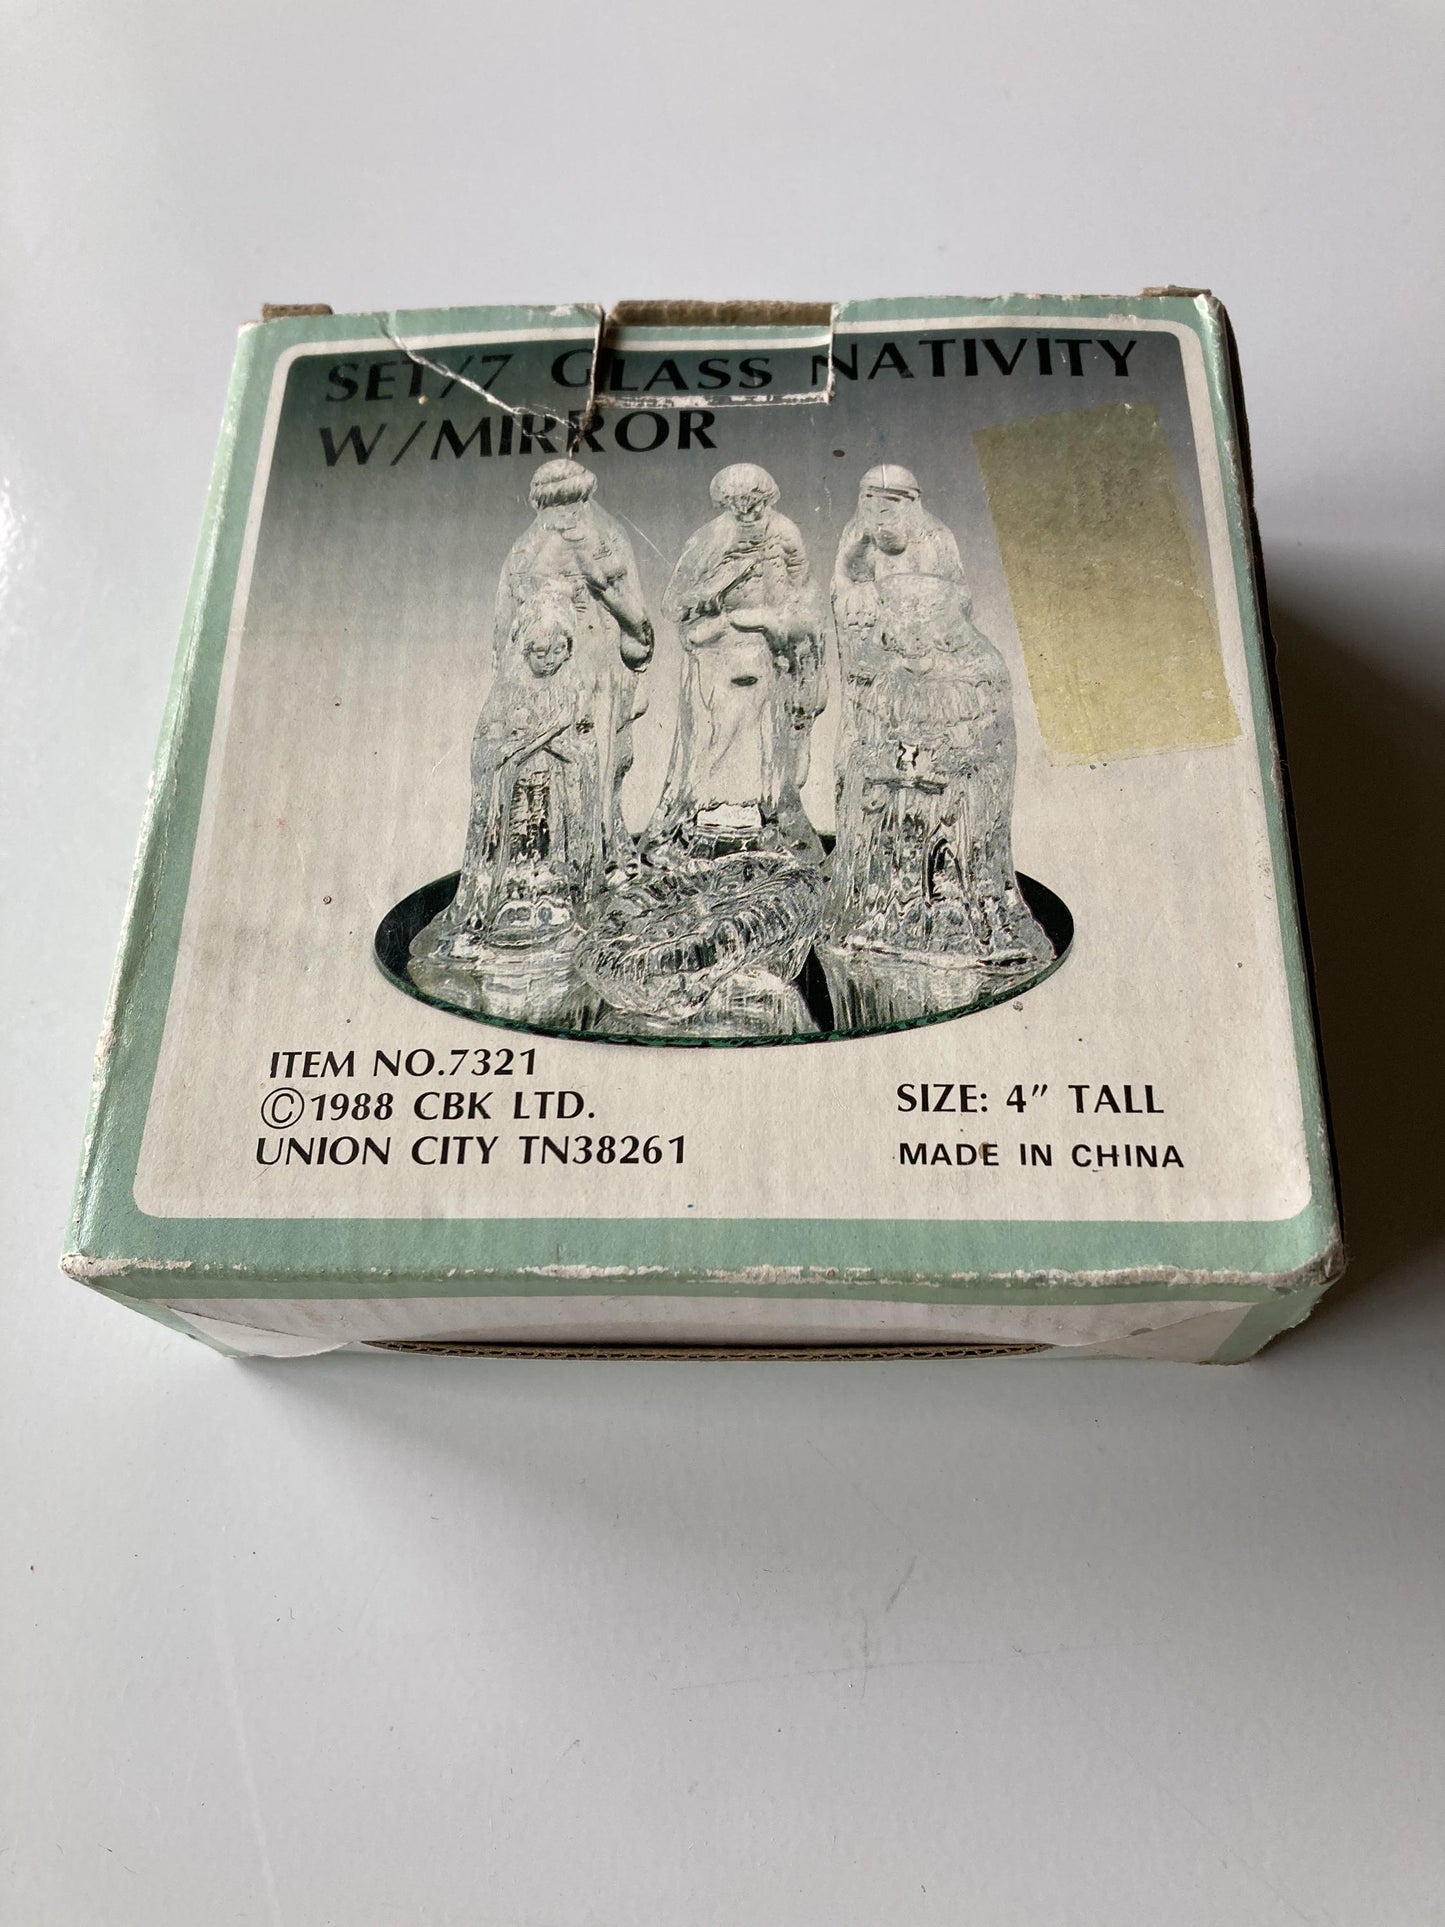 SET/7 GLASS NATIVITY
W/MIRROR
ITEM NO.7321
©1988 CBK LTD.
UNION CITY TN38261
SIZE: 4" TALL
MADE IN CHINA